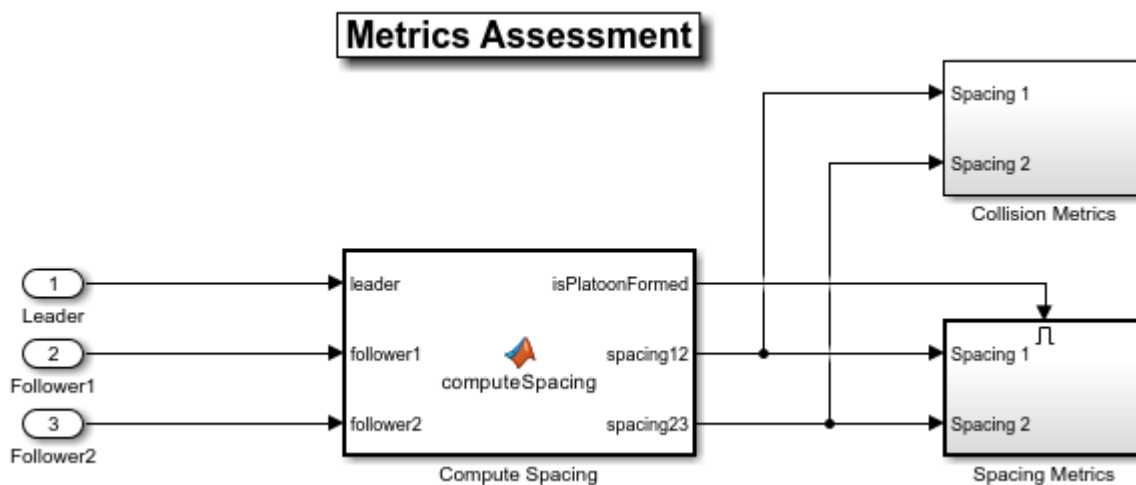 Metrics Assessment
Spacing 1
Spacing 2
Collision Metrics
1
Leader
2
Follower1
3
Follower2
leader
follower1
follower2
computeSpacing
isPlatoonFormed
spacing12
spacing23
Compute Spacing
Spacing 1
Spacing 2
Spacing Metrics